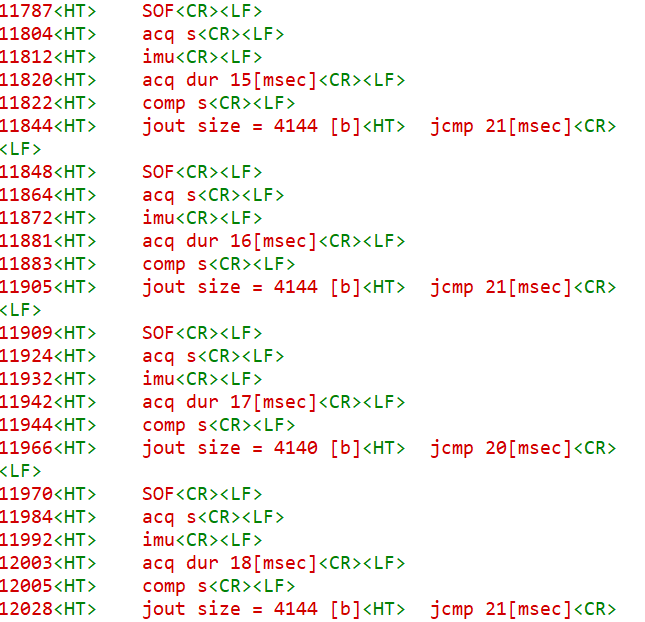 11787<HT>    SOF<CR><LF>
11804<HT>    acq s<CR><LF>
11812<HT>    imu<CR><LF>
11820<HT>    acq dur 15[msec]<CR><LF>
11822<HT>    comp s<CR><LF>
11844<HT>    jout size = 4144 [b]<HT>  jcmp 21[msec]<CR>
<LF>
11848<HT>    SOF<CR><LF>
11864<HT>    acq s<CR><LF>
11872<HT>    imu<CR><LF>
11881<HT>    acq dur 16[msec]<CR><LF>
11883<HT>    comp s<CR><LF>
11905<HT>    jout size = 4144 [b]<HT>  jcmp 21[msec]<CR>
<LF>
11909<HT>    SOF<CR><LF>
11924<HT>    acq s<CR><LF>
11932<HT>    imu<CR><LF>
11942<HT>    acq dur 17[msec]<CR><LF>
11944<HT>    comp s<CR><LF>
11966<HT>    jout size = 4140 [b]<HT>  jcmp 20[msec]<CR>
<LF>
11970<HT>    SOF<CR><LF>
11984<HT>    acq s<CR><LF>
11992<HT>    imu<CR><LF>
12003<HT>    acq dur 18[msec]<CR><LF>
12005<HT>    comp s<CR><LF>
12028<HT>    jout size = 4144 [b]<HT>  jcmp 21[msec]<CR>